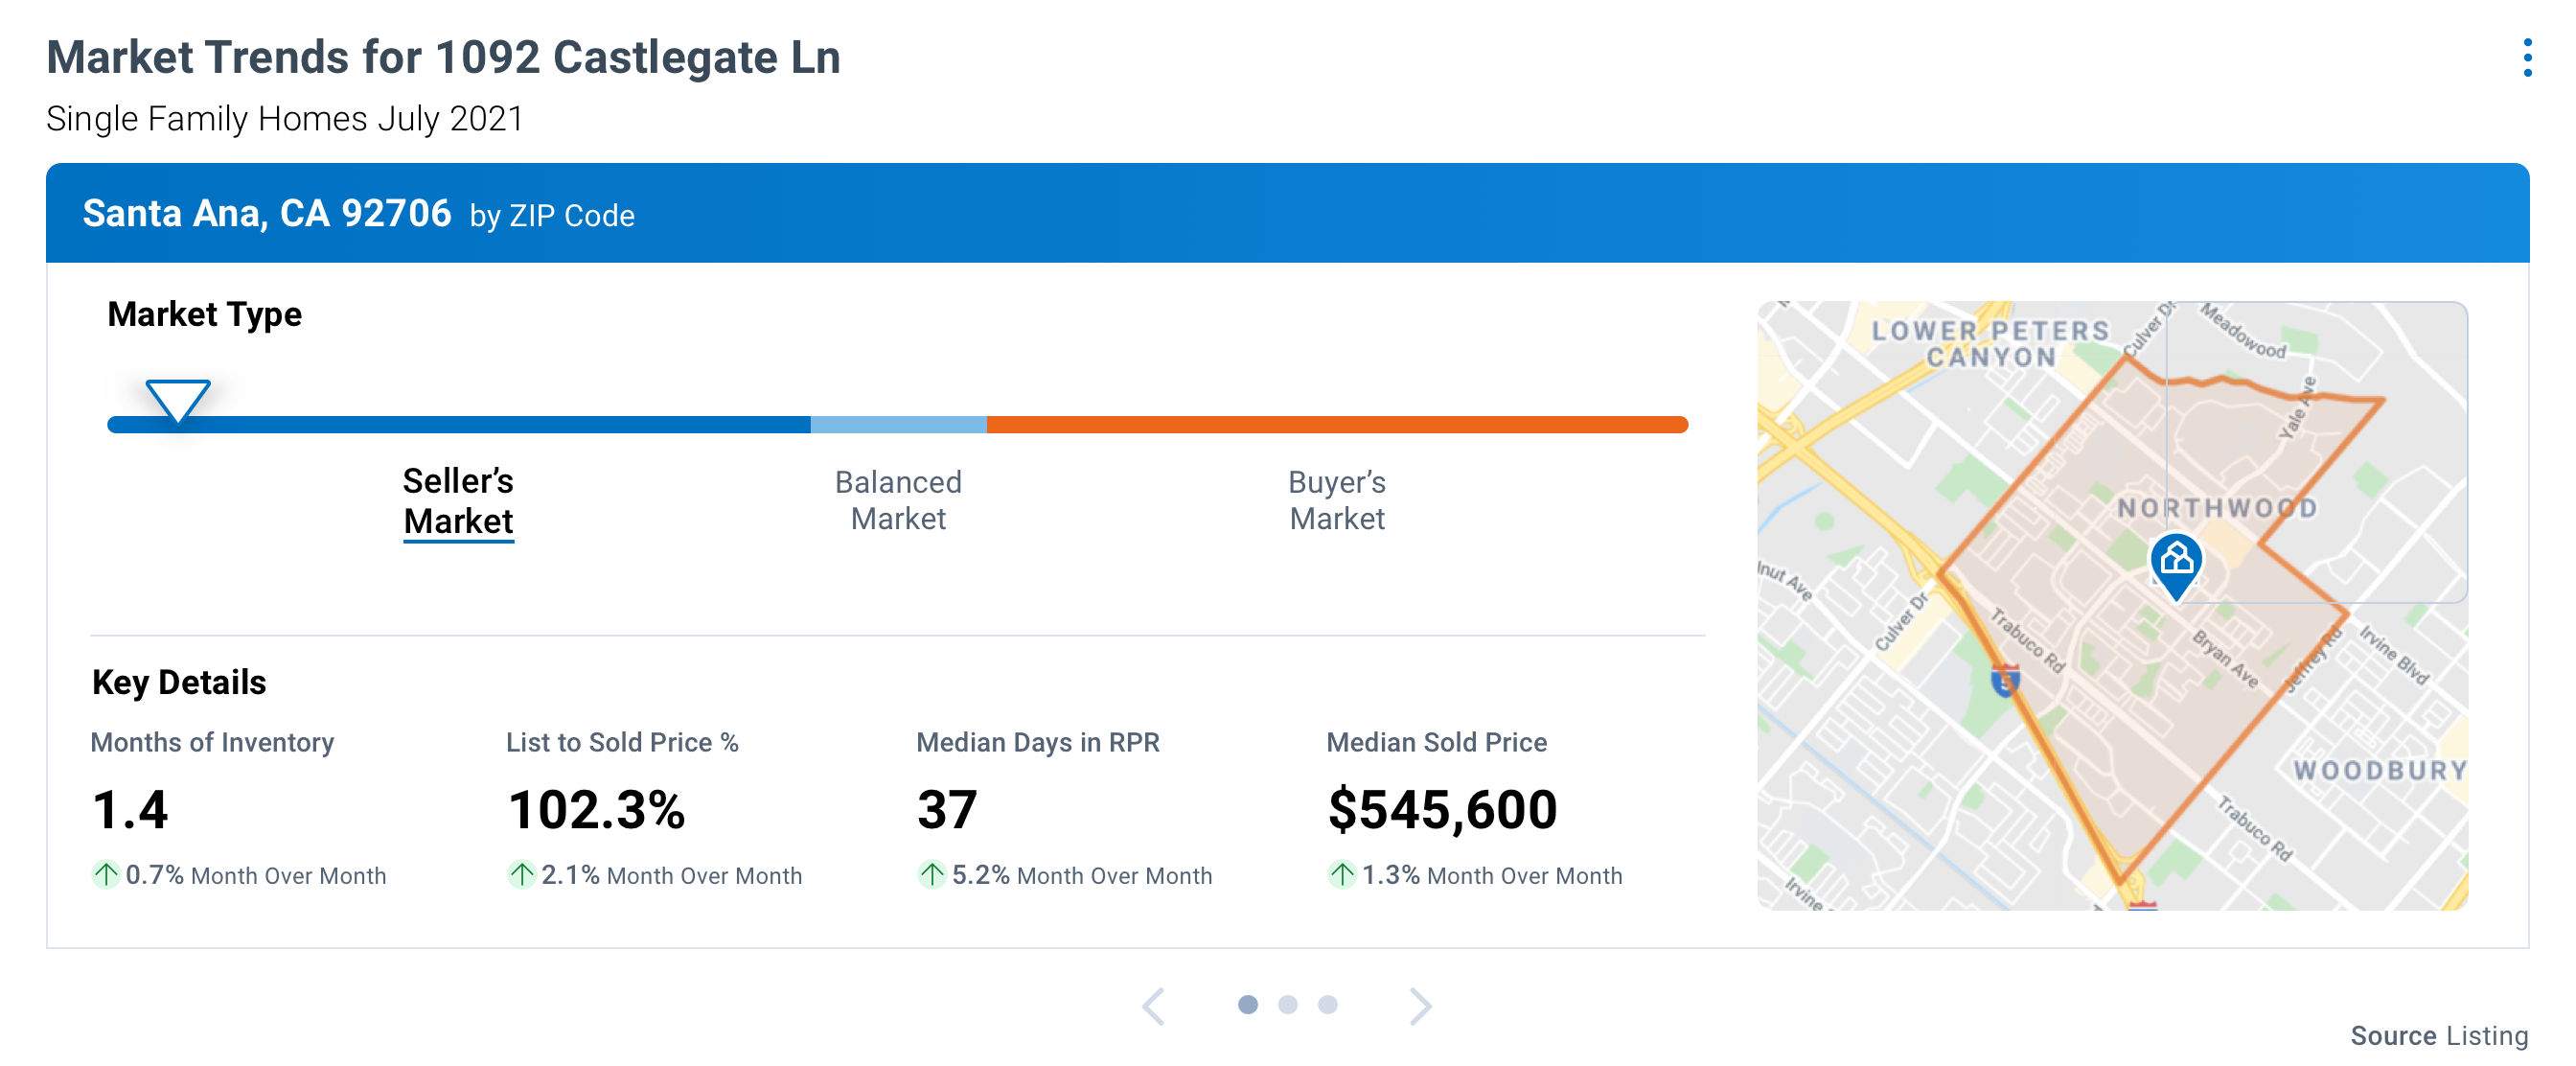 Market Trends for 1092 Castlegate Ln
Single Family Homes July 2021
Santa Ana, CA 92706 by ZIP Code
Market Type
Seller’s
Market
Balanced
Market
Buyer’s
Market
Key Details
Months of Inventory
1.4
0.7% Month Over Month
List to Sold Price %
102.3%
2.1% Month Over Month
Median Days in RPR
37
5.2% Month Over Month
Median Sold Price
$545,600
1.3% Month Over Month
LOWER PETERS
CANYON
Culver Dr
Meadowood
Yale Ave
NORTHWOOD
lnut Ave
Culver Dr
Trabuco Rd
Bryan Ave
Jeffrey Rd
Irvine Blvd
5
WOODBURY
Trabuco Rd
Irvine
Source Listing